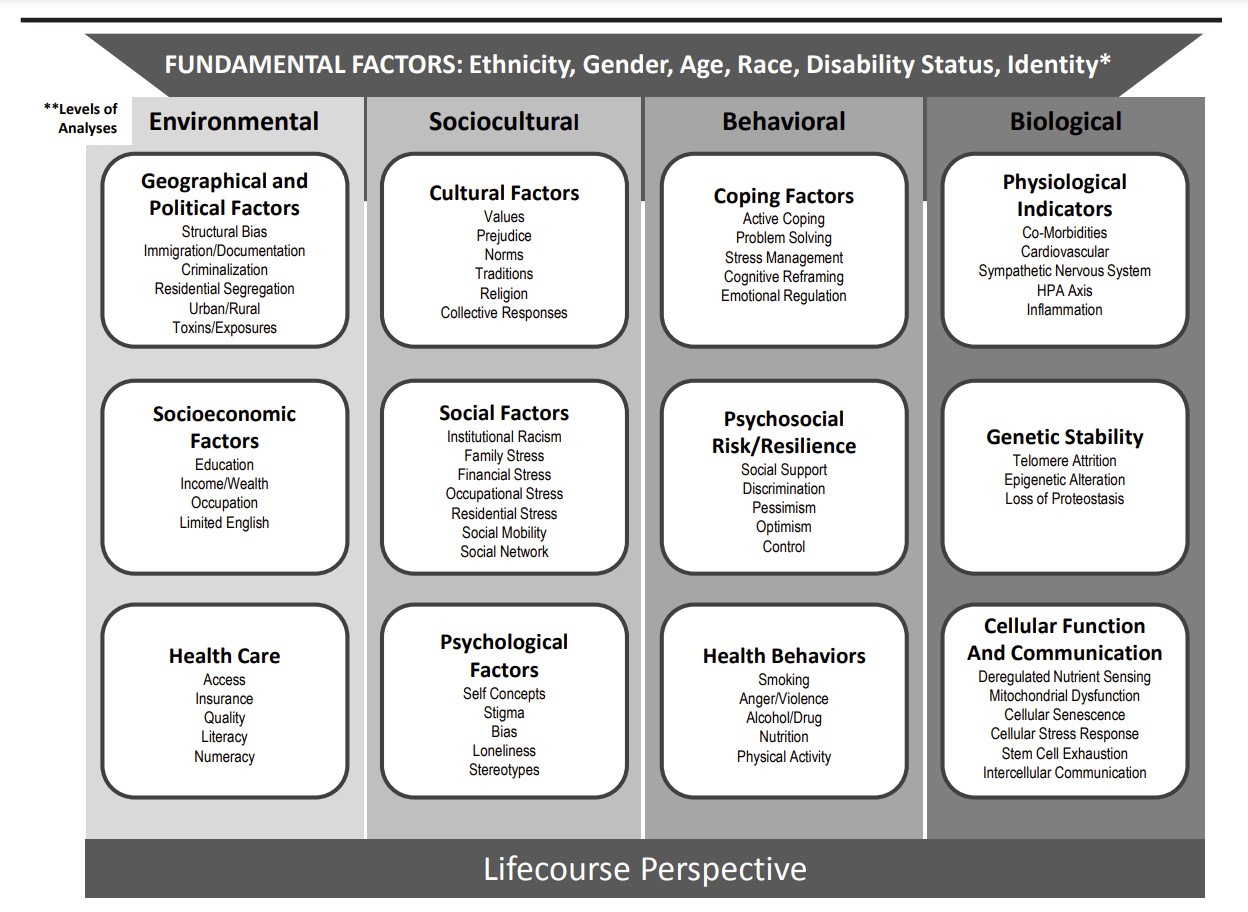 FUNDAMENTAL FACTORS: Ethnicity, Gender, Age, Race, Disability Status, Identity*
**Levels of
Analyses
Environmental
Geographical and
Political Factors
Structural Bias
Immigration/Documentation
Criminalization
Residential Segregation
Urban/Rural
Toxins/Exposures
Socioeconomic
Factors
Education
Income/Wealth
Occupation
Limited English
Health Care
Access
Insurance
Quality
Literacy
Numeracy
Sociocultural
Cultural Factors
Values
Prejudice
Norms
Traditions
Religion
Collective Responses
Social Factors
Institutional Racism
Family Stress
Financial Stress
Occupational Stress
Residential Stress
Social Mobility
Social Network
Psychological
Factors
Self Concepts
Stigma
Bias
Loneliness
Stereotypes
Behavioral
Coping Factors
Active Coping
Problem Solving
Stress Management
Cognitive Reframing
Emotional Regulation
Psychosocial
Risk/Resilience
Social Support
Discrimination
Pessimism
Optimism
Control
Health Behaviors
Smoking
Anger/Violence
Alcohol/Drug
Nutrition
Physical Activity
Biological
Physiological
Indicators
Co-Morbidities
Cardiovascular
Sympathetic Nervous System
HPA Axis
Inflammation
Genetic Stability
Telomere Attrition
Epigenetic Alteration
Loss of Proteostasis
Cellular Function
And Communication
Deregulated Nutrient Sensing
Mitochondrial Dysfunction
Cellular Senescence
Cellular Stress Response
Stem Cell Exhaustion
Intercellular Communication
Lifecourse Perspective